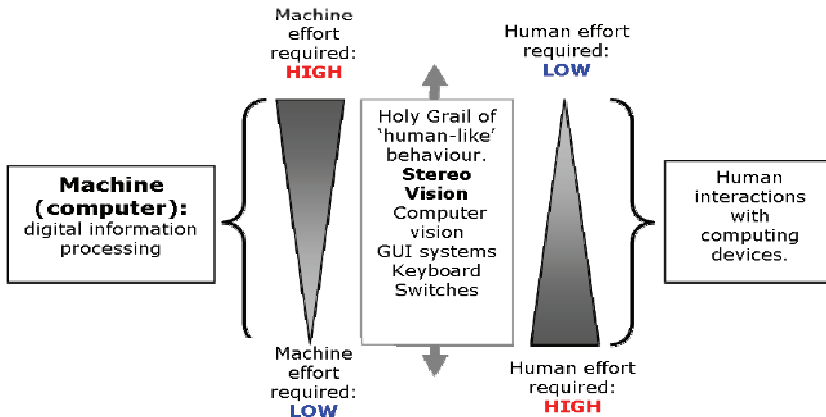 Machine
effort
required:
HIGH
Human effort
required:
LOW
Machine
(computer):
digital information
processing
Holy Grail of
‘human-like’
behaviour.
Stereo
Vision
Computer
vision
GUI systems
Keyboard
Switches
Human
interactions
with
computing
devices.
Machine
effort
required:
LOW
Human effort
required:
HIGH